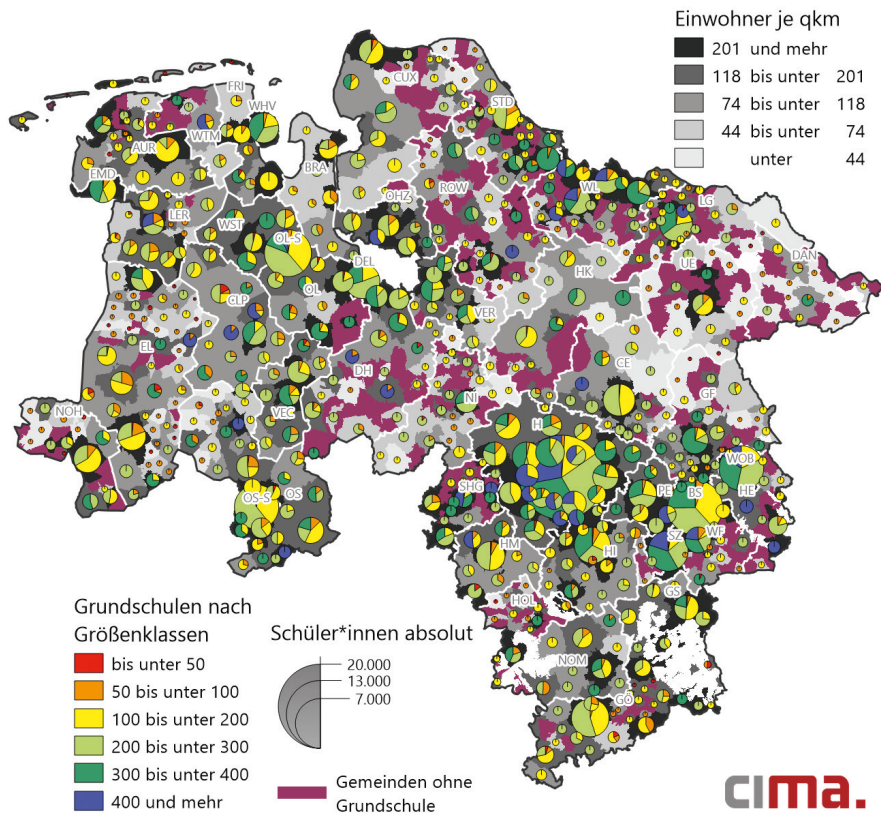 Einwohner je qkm
201 und mehr
118 bis unter 201
74 bis unter 118
44 bis unter 74
unter 44
FRI
CUX
WHV
STD
WTM
AUR
BRA
EMD
OHZ
ROW
WL
LG
LER
WST
OL-S
DAN
UE
DEL
HK
OL
CLP
VER
EL
CE
DH
GF
NI
NOH
VEC
H
WOB
SHG
PE
BS
HE
OS-S
OS
SZ
WF
HM
HI
GS
HOL
NOM
GÖ
Grundschulen nach
Größenklassen
bis unter 50
50 bis unter 100
100 bis unter 200
200 bis unter 300
300 bis unter 400
400 und mehr
Schüler*innen absolut
20.000
13.000
7.000
Gemeinden ohne
Grundschule
cima.